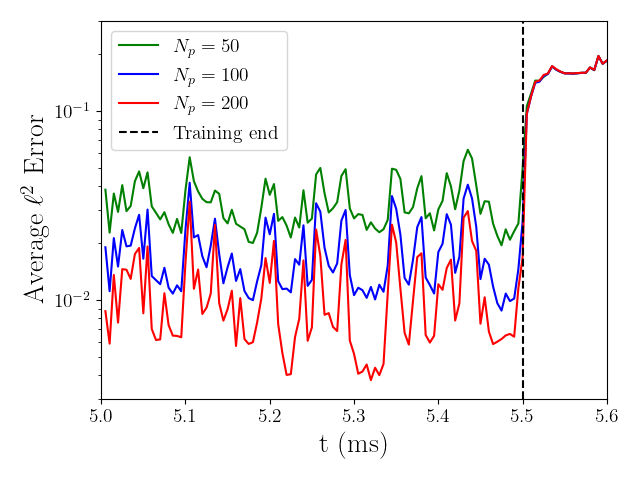 N_p = 50
N_p = 100
N_p = 200
Training end
Average ℓ² Error
10⁻¹
10⁻²
5.0 5.1 5.2 5.3 5.4 5.5 5.6
t (ms)